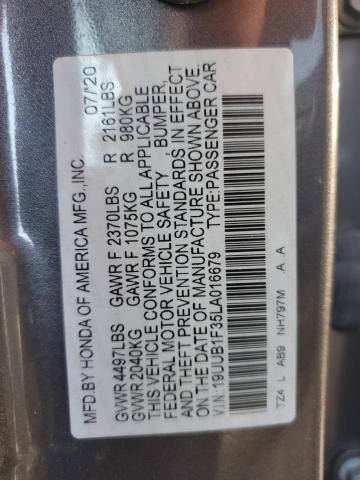 MFD.BY HONDA OF AMERICA MFG.,INC. 07/'20
GVWR 4497LBS GAWR F 2370LBS R 2161LBS
GVWR 2040KG GAWR F 1075KG R 980KG
THIS VEHICLE CONFORMS TO ALL APPLICABLE
FEDERAL MOTOR VEHICLE SAFETY, BUMPER,
AND THEFT PREVENTION STANDARDS IN EFFECT
ON THE DATE OF MANUFACTURE SHOWN ABOVE.
V.I.N.:19UUB1F35LA016679 TYPE:PASSENGER CAR
TZ4 L AB9 NH797M .A .A